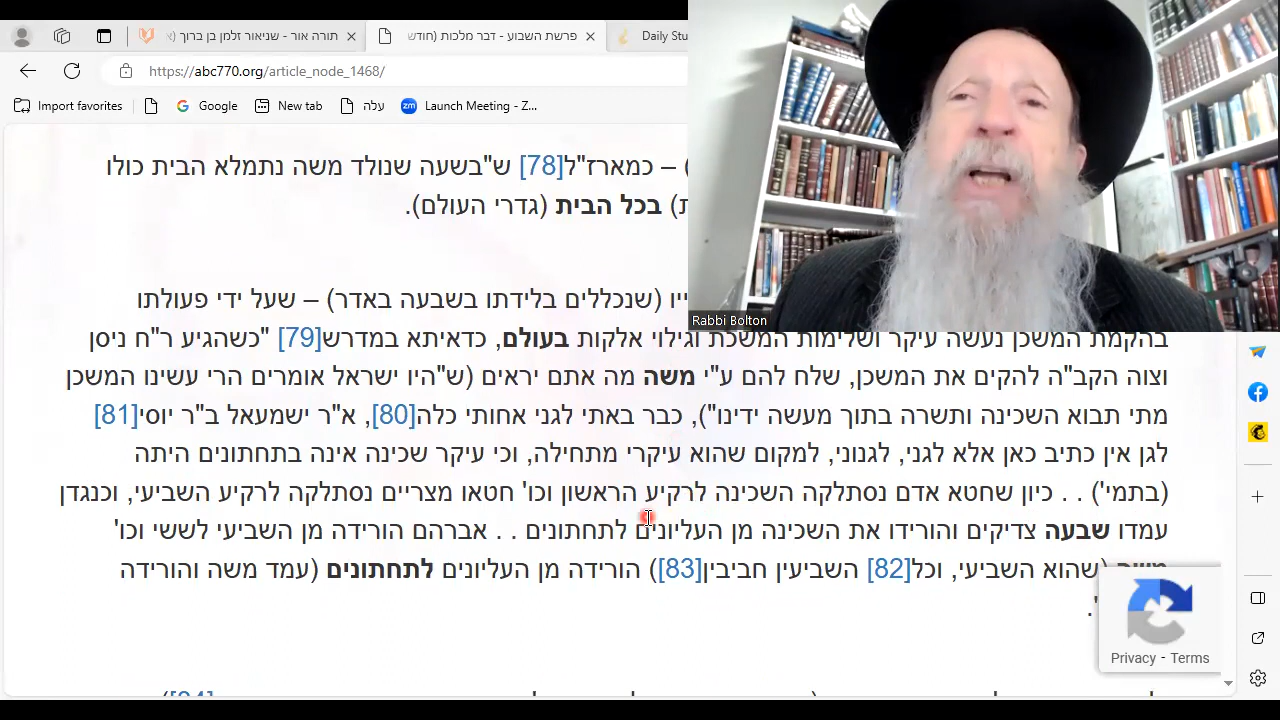 תורה אור - שניאור זלמן בן ברוך (א
פרשת השבוע - דבר מלכות (חודש
Daily Stu
https://abc770.org/article_node_1468/
Import favorites
Google
New tab
עלה
Launch Meeting - Z...
Rabbi Bolton
) – כמארז"ל[78] ש"בשעה שנולד משה נתמלא הבית כולו
ת) בכל הבית (גדרי העולם).
ייו (שנכללים בלידתו בשבעה באדר) – שעל ידי פעולתו
בהקמת המשכן נעשה עיקר ושלימות המשכת וגילוי אלקות בעולם, כדאיתא במדרש[79] "כשהגיע ר"ח ניסן
וצוה הקב"ה להקים את המשכן, שלח להם ע"י משה מה אתם יראים (ש"היו ישראל אומרים הרי עשינו המשכן
מתי תבוא השכינה ותשרה בתוך מעשה ידינו"), כבר באתי לגני אחותי כלה[80], א"ר ישמעאל ב"ר יוסי[81]
לגן אין כתיב כאן אלא לגני, לגנוני, למקום שהוא עיקרי מתחילה, וכי עיקר שכינה אינה בתחתונים היתה
(בתמי') . . כיון שחטא אדם נסתלקה השכינה לרקיע הראשון וכו' חטאו מצריים נסתלקה לרקיע השביעי, וכנגדן
עמדו שבעה צדיקים והורידו את השכינה מן העליונים לתחתונים . . אברהם הורידה מן השביעי לששי וכו'
(שהוא השביעי, וכל[82] השביעין חביבין[83]) הורידה מן העליונים לתחתונים (עמד משה והורידה
Privacy - Terms